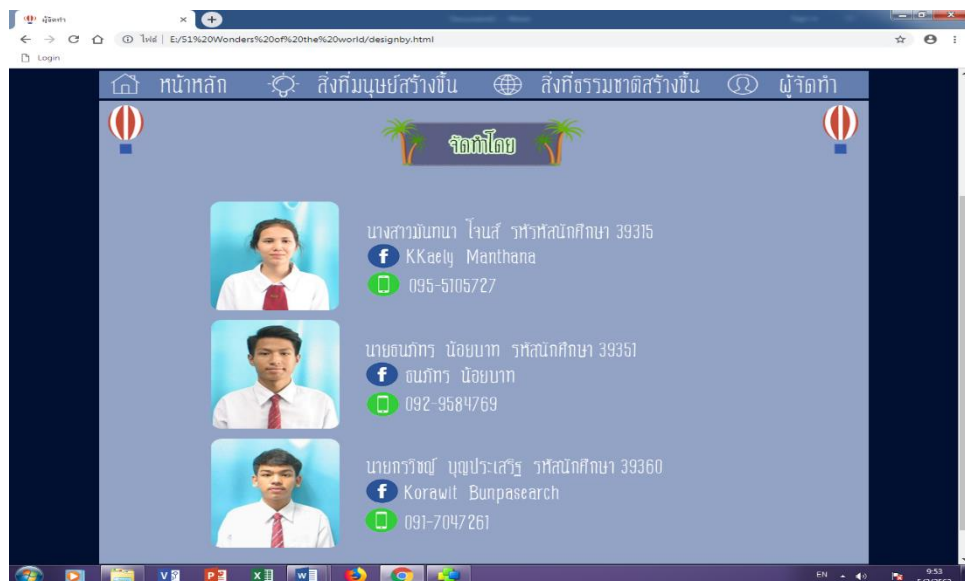 ผู้จัดทำ
ไฟล์ | E:/51%20Wonders%20of%20the%20world/designby.html
Login
หน้าหลัก สิ่งที่มนุษย์สร้างขึ้น สิ่งที่ธรรมชาติสร้างขึ้น ผู้จัดทำ
จัดทำโดย
นางสาวมันทนา โจนส์ รหัรหัสนักศึกษา 39315
KKaely Manthana
095-5105727
นายธนภัทร น้อยบาท รหัสนักศึกษา 39351
ธนภัทร น้อยบาท
092-9584769
นายกรวิชญ์ บุญประเสริฐ รหัสนักศึกษา 39360
Korawit Bunpasearch
091-7047261
EN 9:53